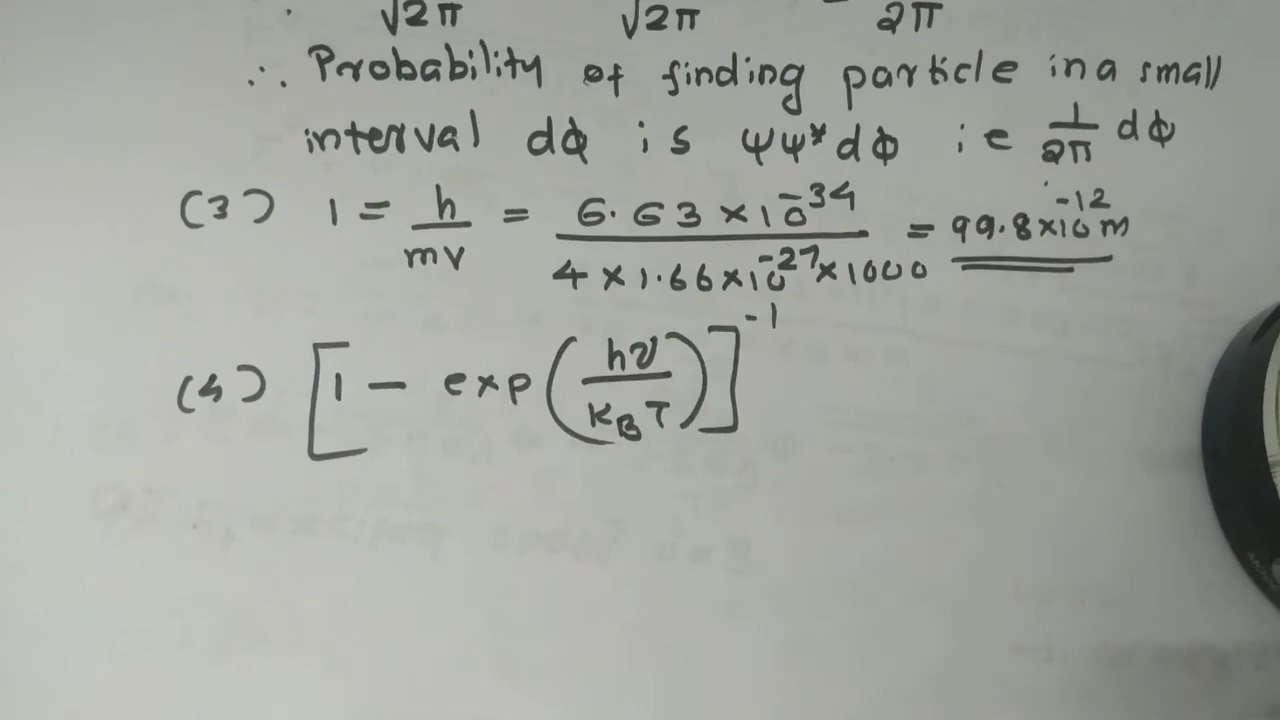 ∴ √2π √2π 2π
∴ Probability of finding particle in a small
interval dφ is ψψ*dφ ie 1/2π dφ
(3) λ = h/mv = 6.63×10^-34 / 4×1.66×10^-27×1000 = 99.8×10^-12 m
(4) [1 - exp(hν/K_B T)]^-1